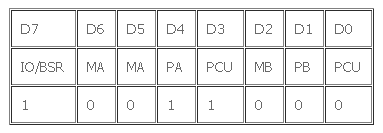 D7 D6 D5 D4 D3 D2 D1 D0
IO/BSR MA MA PA PCU MB PB PCU
1 0 0 1 1 0 0 0